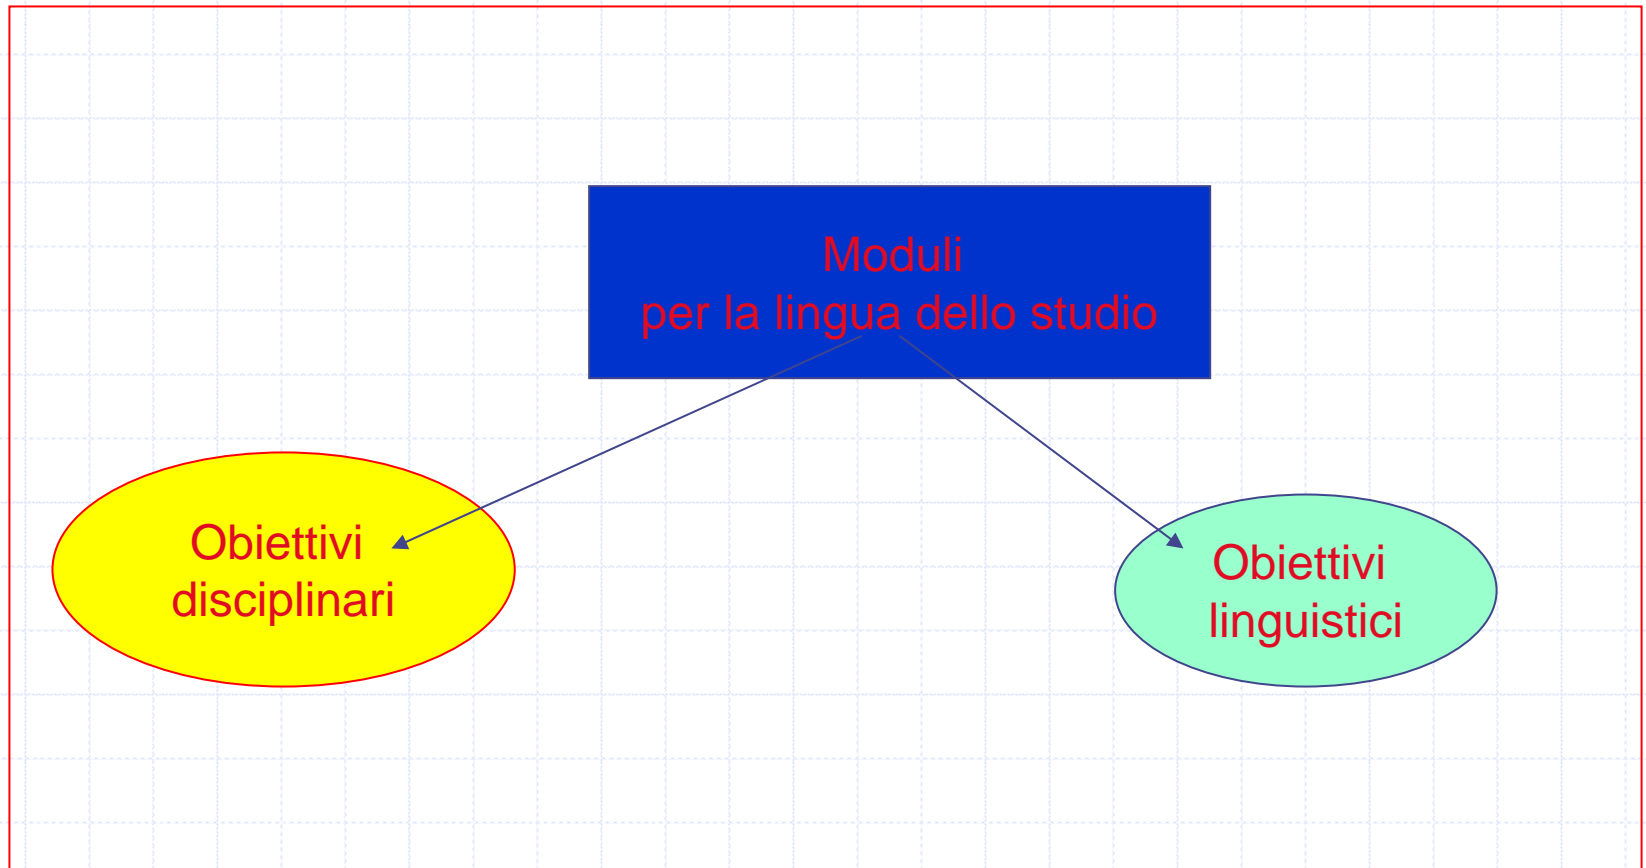 Moduli
per la lingua dello studio
Obiettivi
disciplinari
Obiettivi
linguistici